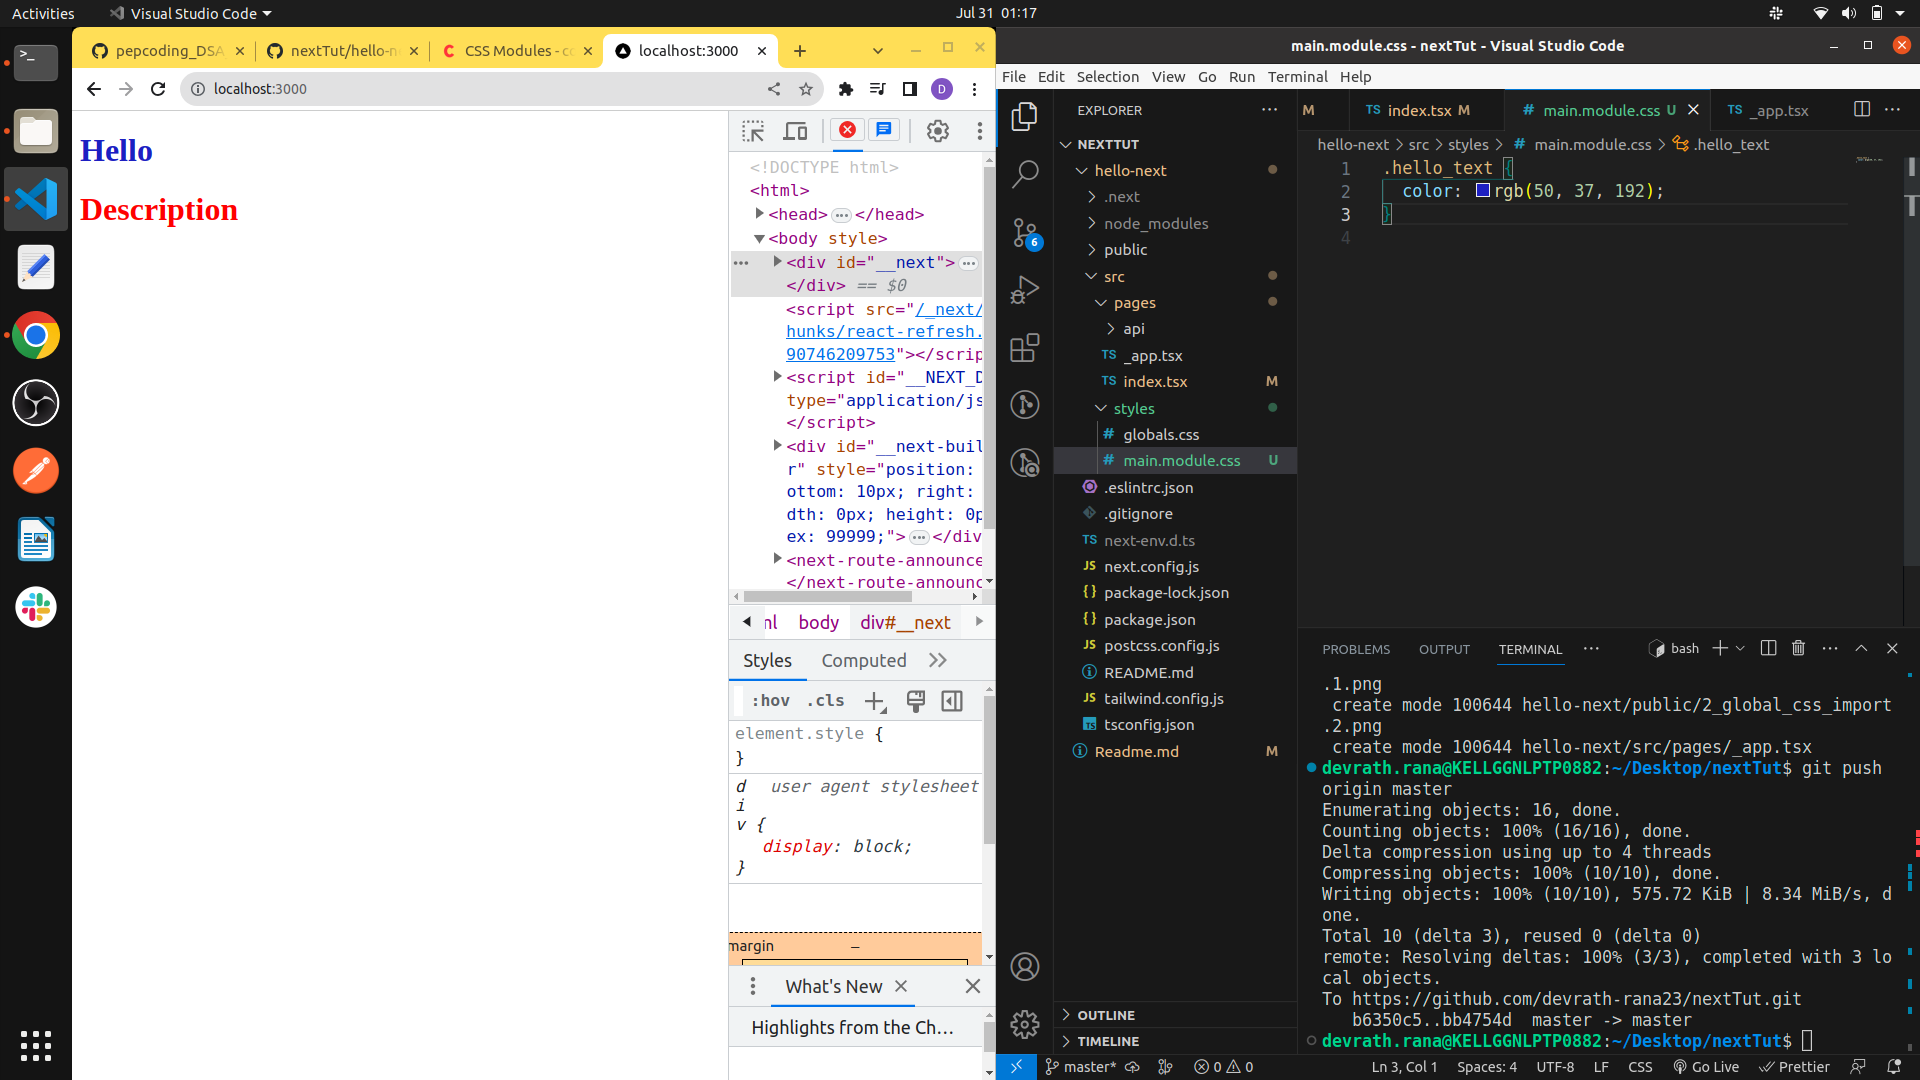 Activities
Visual Studio Code
Jul 31 01:17
pepcoding_DSA
nextTut/hello-n
CSS Modules - co
localhost:3000
localhost:3000
D
Hello
Description
<!DOCTYPE html>
<html>
<head>…</head>
<body style>
<div id="__next">…
</div> == $0
<script src="/_next/
hunks/react-refresh.
90746209753"></scrip
<script id="__NEXT_D
type="application/js
</script>
<div id="__next-buil
r" style="position:
ottom: 10px; right:
dth: 0px; height: 0p
ex: 99999;">…</div
<next-route-announce
</next-route-announc
nl body div#__next
Styles Computed
:hov .cls
element.style {
}
d user agent stylesheet
i
v {
display: block;
}
margin –
What's New
Highlights from the Ch…
main.module.css - nextTut - Visual Studio Code
File Edit Selection View Go Run Terminal Help
EXPLORER
NEXTTUT
hello-next
.next
node_modules
public
src
pages
api
TS _app.tsx
TS index.tsx M
styles
# globals.css
# main.module.css U
.eslintrc.json
.gitignore
TS next-env.d.ts
JS next.config.js
{} package-lock.json
{} package.json
JS postcss.config.js
README.md
JS tailwind.config.js
TS tsconfig.json
Readme.md M
OUTLINE
TIMELINE
6
M TS index.tsx M # main.module.css U TS _app.tsx
hello-next > src > styles > # main.module.css > .hello_text
1 .hello_text {
2 color: rgb(50, 37, 192);
3 }
4
PROBLEMS OUTPUT TERMINAL bash
.1.png
create mode 100644 hello-next/public/2_global_css_import
.2.png
create mode 100644 hello-next/src/pages/_app.tsx
devrath.rana@KELLGGNLPTP0882:~/Desktop/nextTut$ git push
origin master
Enumerating objects: 16, done.
Counting objects: 100% (16/16), done.
Delta compression using up to 4 threads
Compressing objects: 100% (10/10), done.
Writing objects: 100% (10/10), 575.72 KiB | 8.34 MiB/s, d
one.
Total 10 (delta 3), reused 0 (delta 0)
remote: Resolving deltas: 100% (3/3), completed with 3 lo
cal objects.
To https://github.com/devrath-rana23/nextTut.git
b6350c5..bb4754d master -> master
devrath.rana@KELLGGNLPTP0882:~/Desktop/nextTut$
master* 0 0 Ln 3, Col 1 Spaces: 4 UTF-8 LF CSS Go Live Prettier